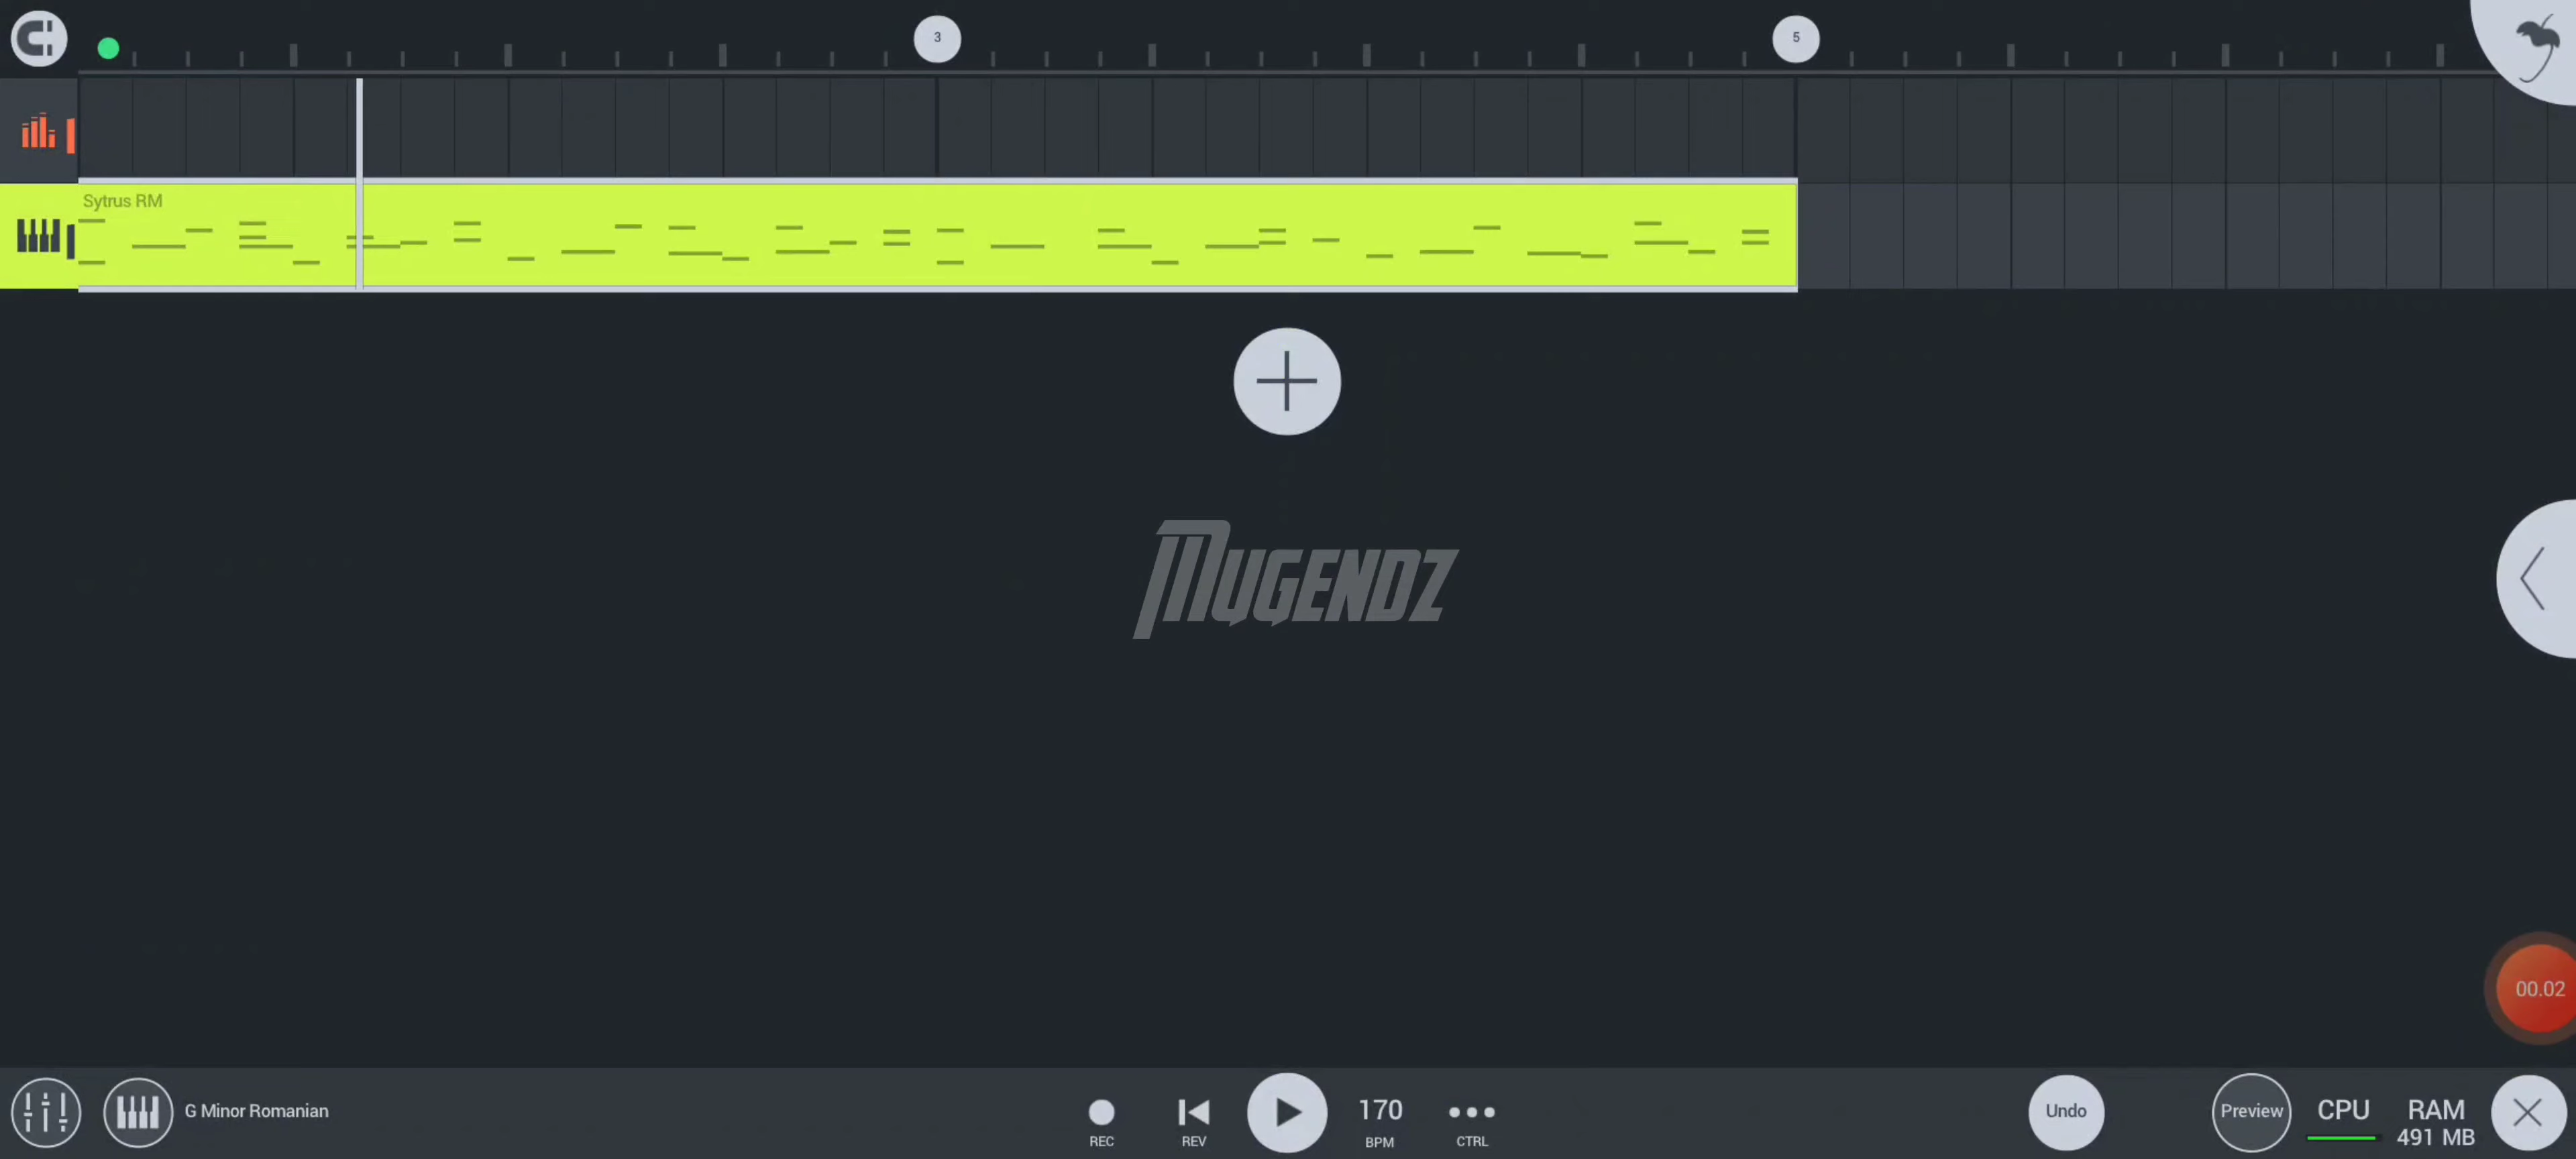 3
5
Sytrus RM
MUGENDZ
00.02
G Minor Romanian
REC
REV
170
BPM
CTRL
Undo
Preview
CPU
RAM
491 MB